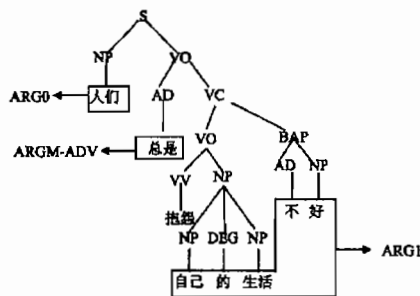 S
NP VO
ARG0 人们 AD VC
ARGM-ADV 总是 VO BAP
VV NP AD NP
抱怨 不 好
NP DEG NP
ARG1
自己 的 生活